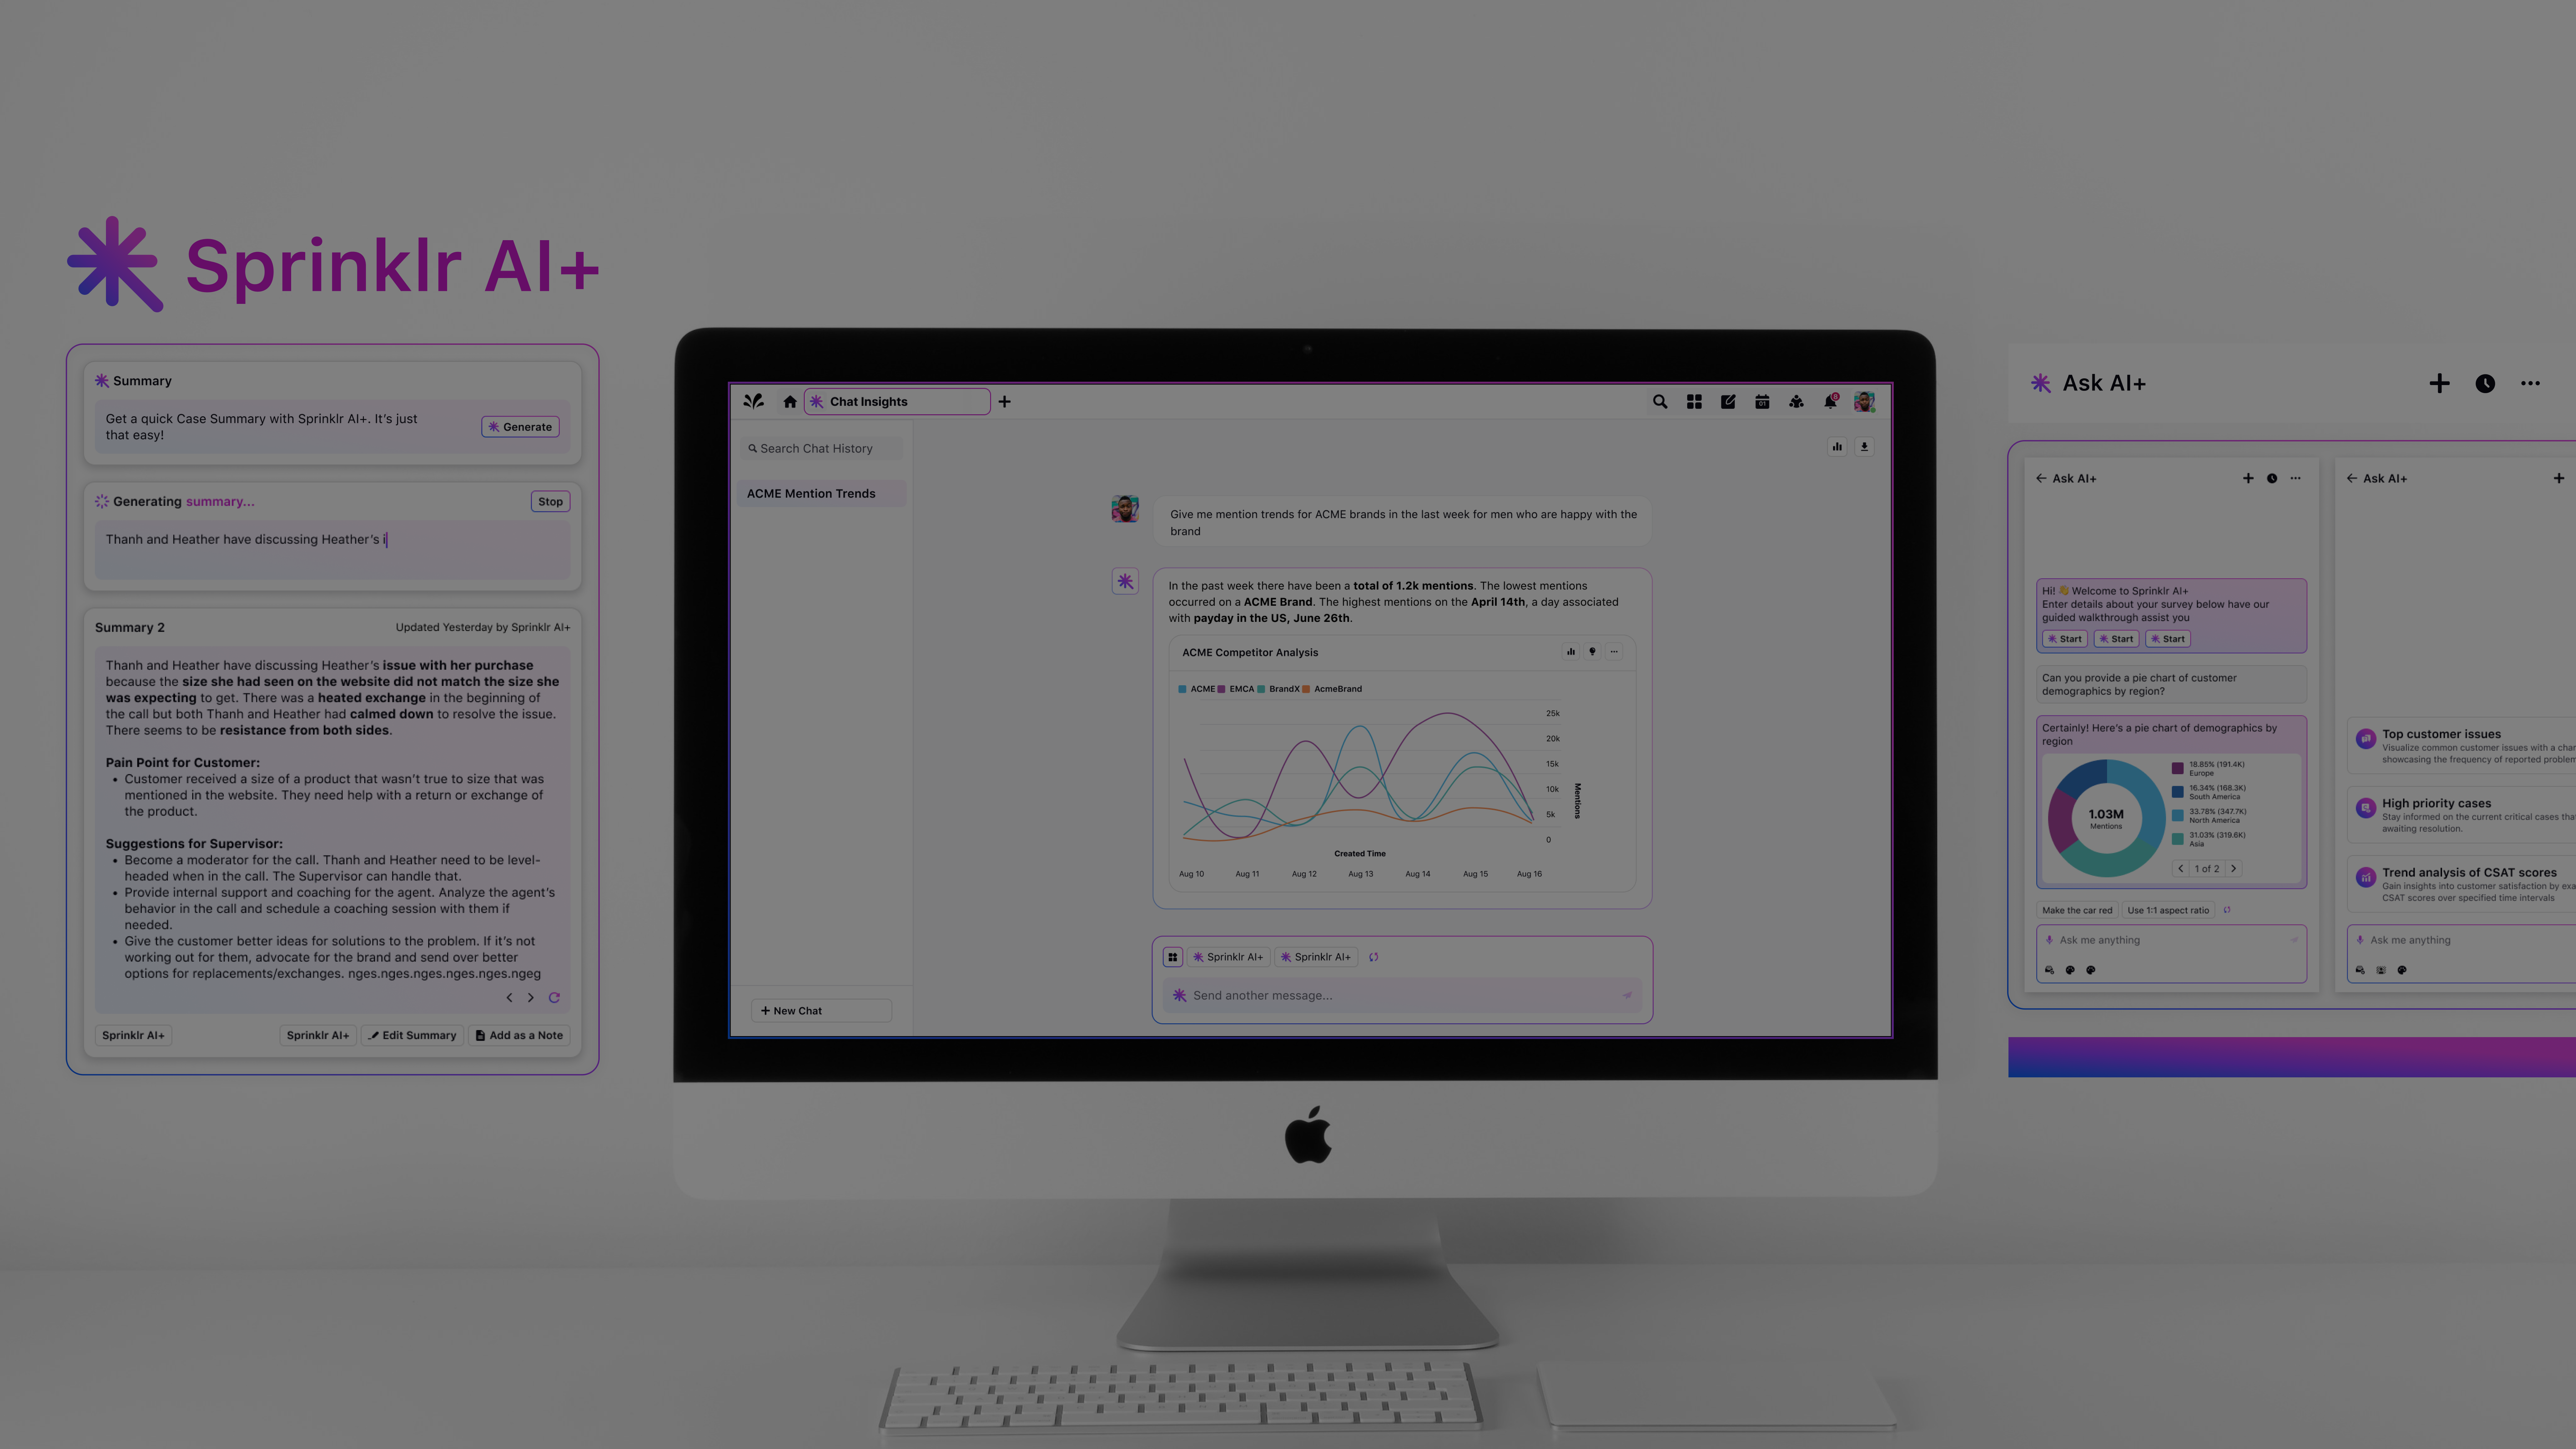 Sprinklr AI+
Summary
Get a quick Case Summary with Sprinklr AI+. It's just
that easy!
Generate
Generating summary...
Stop
Thanh and Heather have discussing Heather's i
Summary 2
Updated Yesterday by Sprinklr AI+
Thanh and Heather have discussing Heather's issue with her purchase
because the size she had seen on the website did not match the size she
was expecting to get. There was a heated exchange in the beginning of
the call but both Thanh and Heather had calmed down to resolve the issue.
There seems to be resistance from both sides.
Pain Point for Customer:
• Customer received a size of a product that wasn't true to size that was
mentioned in the website. They need help with a return or exchange of
the product.
Suggestions for Supervisor:
• Become a moderator for the call. Thanh and Heather need to be level-
headed when in the call. The Supervisor can handle that.
• Provide internal support and coaching for the agent. Analyze the agent's
behavior in the call and schedule a coaching session with them if
needed.
• Give the customer better ideas for solutions to the problem. If it's not
working out for them, advocate for the brand and send over better
options for replacements/exchanges. nges.nges.nges.nges.nges.ngeg
Sprinklr AI+
Sprinklr AI+
Edit Summary
Add as a Note
Chat Insights
8
Search Chat History
ACME Mention Trends
New Chat
Give me mention trends for ACME brands in the last week for men who are happy with the
brand
In the past week there have been a total of 1.2k mentions. The lowest mentions
occurred on a ACME Brand. The highest mentions on the April 14th, a day associated
with payday in the US, June 26th.
ACME Competitor Analysis
ACME EMCA BrandX AcmeBrand
25k
20k
15k
10k
5k
0
Mentions
Created Time
Aug 10 Aug 11 Aug 12 Aug 13 Aug 14 Aug 15 Aug 16
Sprinklr AI+
Sprinklr AI+
Send another message...
Ask AI+
Ask AI+
Hi! 👋 Welcome to Sprinklr AI+
Enter details about your survey below have our
guided walkthrough assist you
Start
Start
Start
Can you provide a pie chart of customer
demographics by region?
Certainly! Here's a pie chart of demographics by
region
1.03M
Mentions
18.85% (191.4K)
Europe
16.34% (168.3K)
South America
33.78% (347.7K)
North America
31.03% (319.6K)
Asia
1 of 2
Make the car red
Use 1:1 aspect ratio
Ask me anything
Ask AI+
Top customer issues
Visualize common customer issues with a char
showcasing the frequency of reported problem
High priority cases
Stay informed on the current critical cases tha
awaiting resolution.
Trend analysis of CSAT scores
Gain insights into customer satisfaction by exa
CSAT scores over specified time intervals
Ask me anything